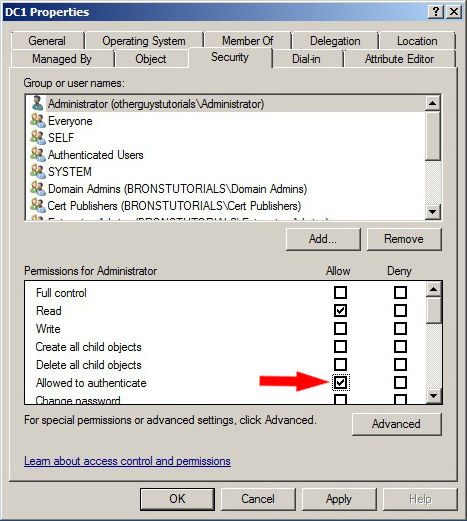 DC1 Properties
General Operating System Member Of Delegation Location
Managed By Object Security Dial-in Attribute Editor
Group or user names:
Administrator (otherguystutorials\Administrator)
Everyone
SELF
Authenticated Users
SYSTEM
Domain Admins (BRONSTUTORIALS\Domain Admins)
Cert Publishers (BRONSTUTORIALS\Cert Publishers)
Add... Remove
Permissions for Administrator Allow Deny
Full control
Read
Write
Create all child objects
Delete all child objects
Allowed to authenticate
Change password
For special permissions or advanced settings, click Advanced. Advanced
Learn about access control and permissions
OK Cancel Apply Help